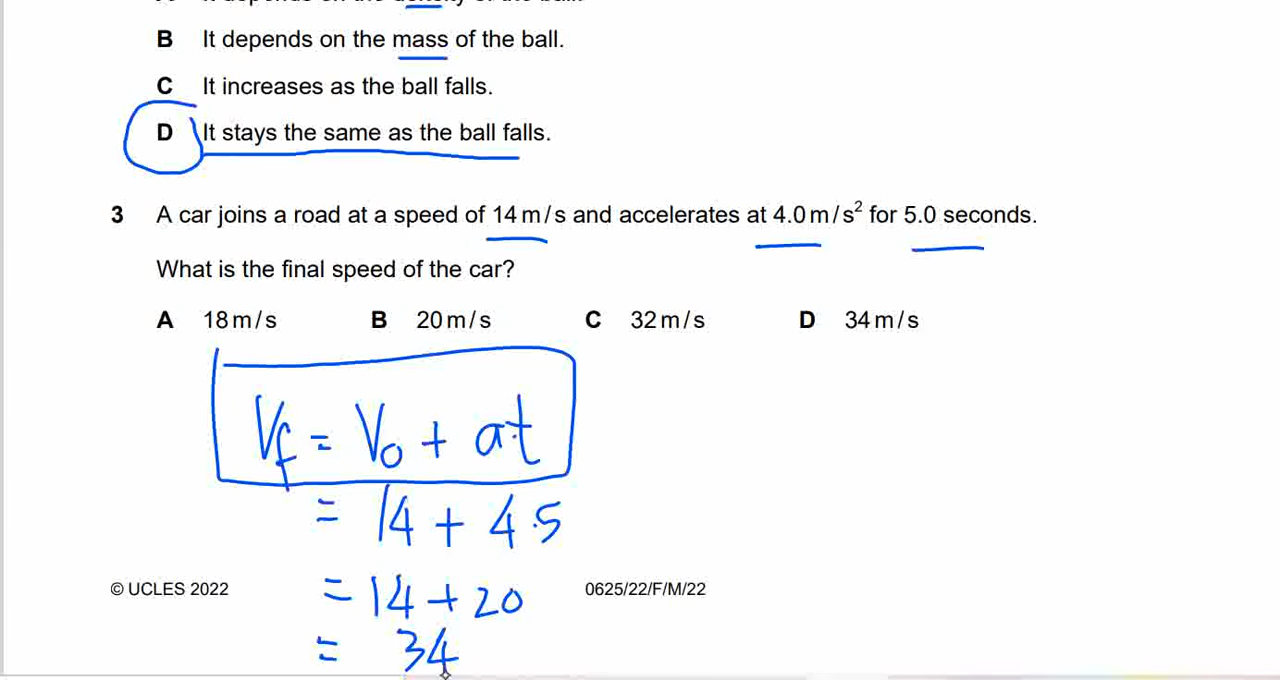 B It depends on the mass of the ball.
C It increases as the ball falls.
D It stays the same as the ball falls.
3 A car joins a road at a speed of 14 m/s and accelerates at 4.0 m/s² for 5.0 seconds.
What is the final speed of the car?
A 18 m/s B 20 m/s C 32 m/s D 34 m/s
Vf = V₀ + a·t
= 14 + 4·5
= 14 + 20
= 34
© UCLES 2022 0625/22/F/M/22